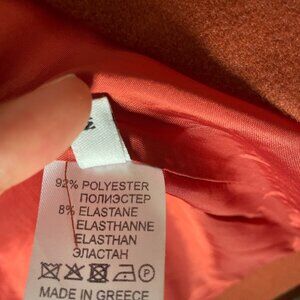 92% POLYESTER
ПОЛИЭСТЕР
8% ELASTANE
ELASTHANNE
ELASTHAN
ЭЛАСТАН
P
MADE IN GREECE